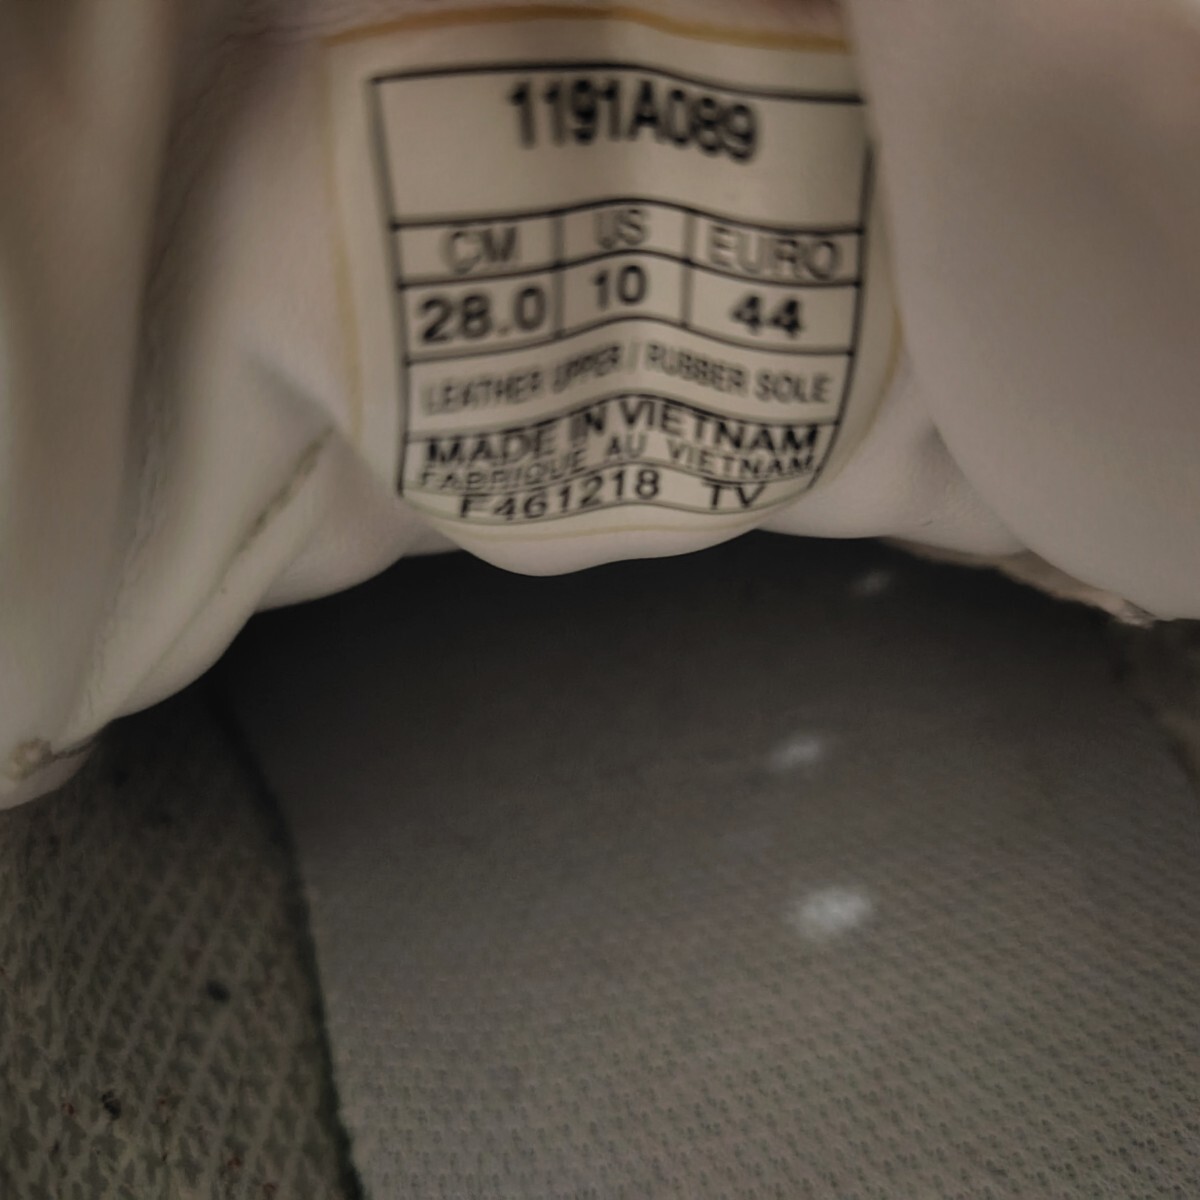 1191A089
CM US EURO
28.0 10 44
LEATHER UPPER / RUBBER SOLE
MADE IN VIETNAM
FABRIQUÉ AU VIETNAM
F461218 TV